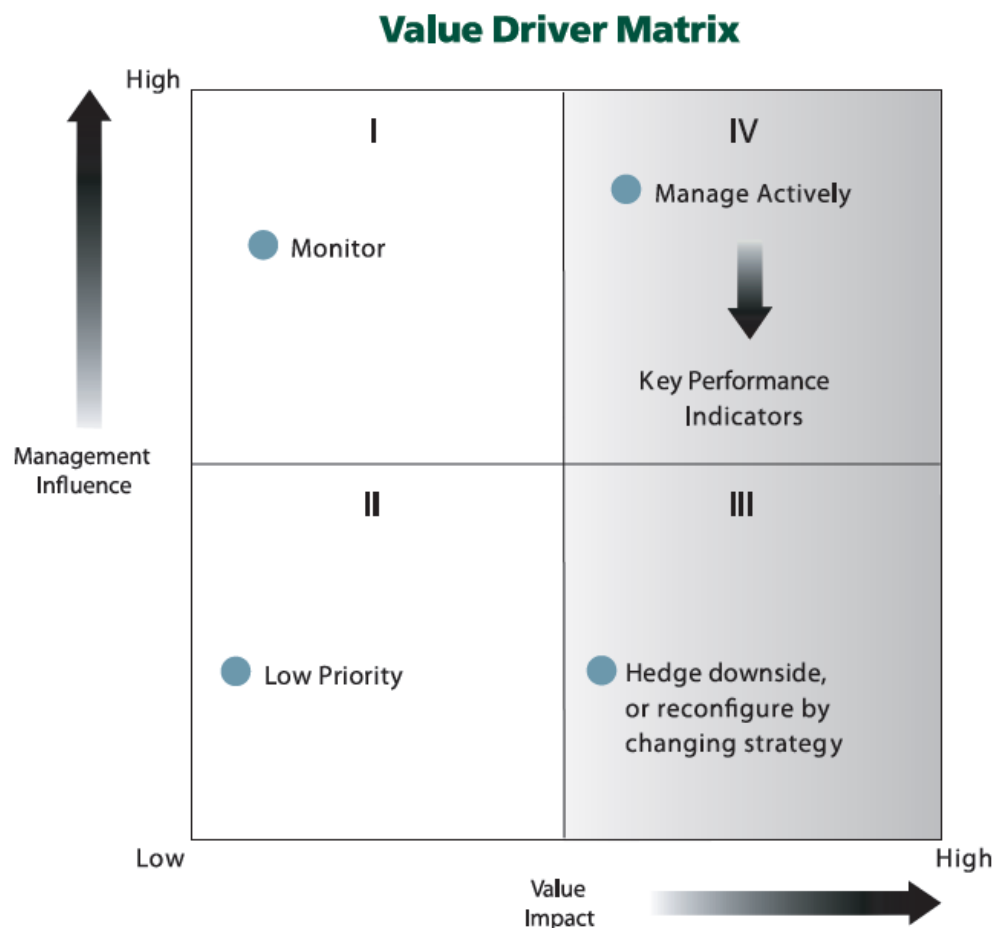 Value Driver Matrix
High
I
IV
Manage Actively
Monitor
Key Performance
Indicators
Management
Influence
II
III
Low Priority
Hedge downside,
or reconfigure by
changing strategy
Low
High
Value
Impact